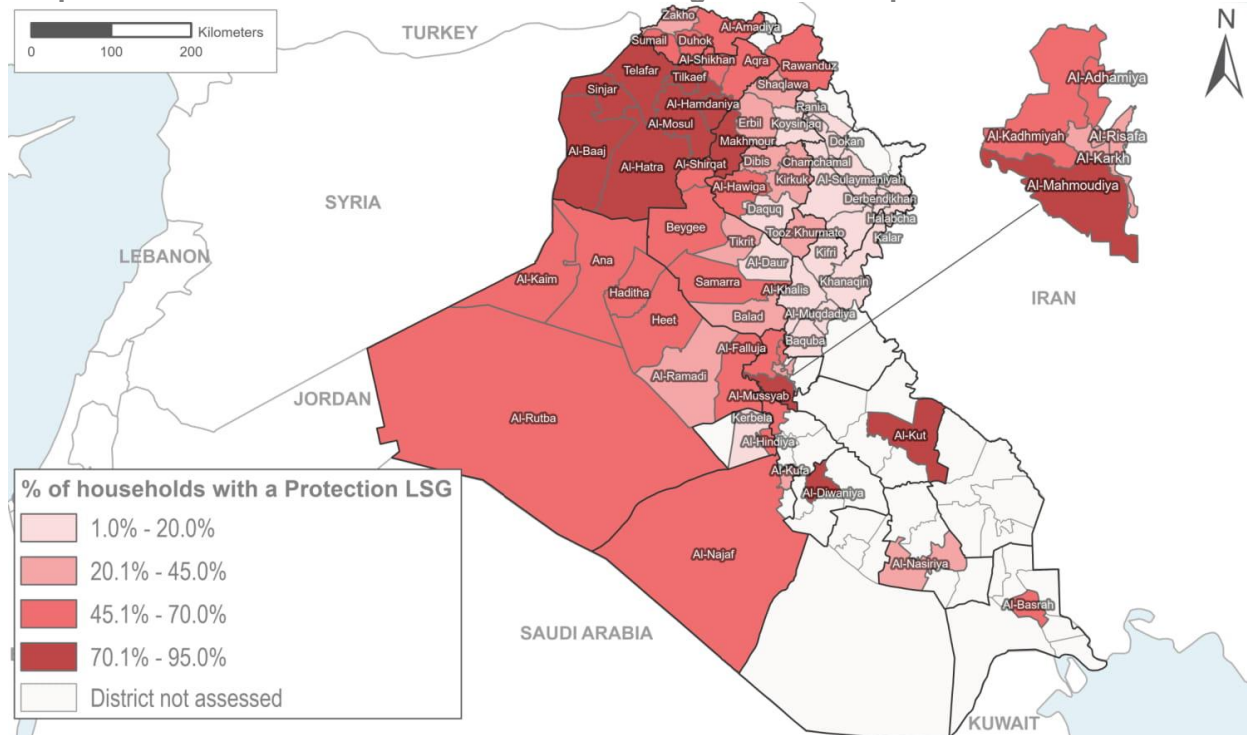 0 100 200 Kilometers
N
TURKEY
SYRIA
LEBANON
JORDAN
IRAN
SAUDI ARABIA
KUWAIT
Zakho
Al-Amadiya
Sumail
Duhok
Al-Shikhan
Aqra
Rawanduz
Telafar
Tilkaef
Shaqlawa
Sinjar
Al-Hamdaniya
Rania
Al-Mosul
Erbil
Koysinjaq
Makhmour
Dokan
Al-Baaj
Al-Hatra
Al-Shirqat
Dibis
Chamchamal
Kirkuk
Al-Sulaymaniyah
Al-Hawiga
Derbendikhan
Daquq
Halabcha
Beygee
Tooz Khurmato
Kalar
Tikrit
Kifri
Ana
Al-Daur
Al-Kaim
Samarra
Khanaqin
Haditha
Al-Khalis
Heet
Balad
Al-Muqdadiya
Al-Falluja
Baquba
Al-Ramadi
Al-Mussyab
Al-Rutba
Kerbela
Al-Hindiya
Al-Kut
Al-Kufa
Al-Diwaniya
Al-Najaf
Al-Nasiriya
Al-Basrah
Al-Adhamiya
Al-Kadhmiyah
Al-Risafa
Al-Karkh
Al-Mahmoudiya
% of households with a Protection LSG
1.0% - 20.0%
20.1% - 45.0%
45.1% - 70.0%
70.1% - 95.0%
District not assessed